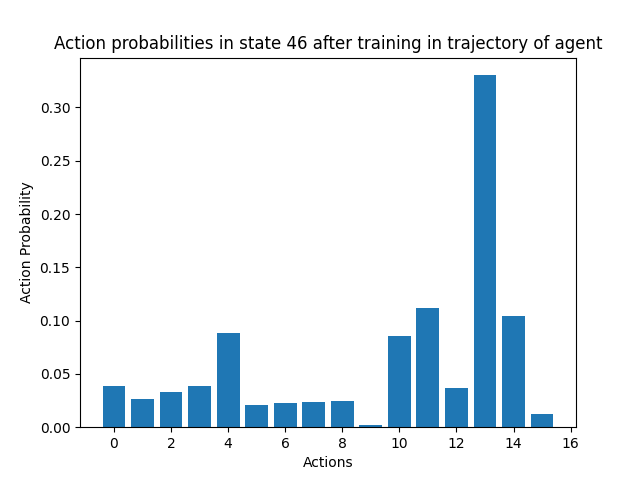 Action probabilities in state 46 after training in trajectory of agent
0.30
0.25
0.20
0.15
0.10
0.05
0.00
Action Probability
0 2 4 6 8 10 12 14 16
Actions